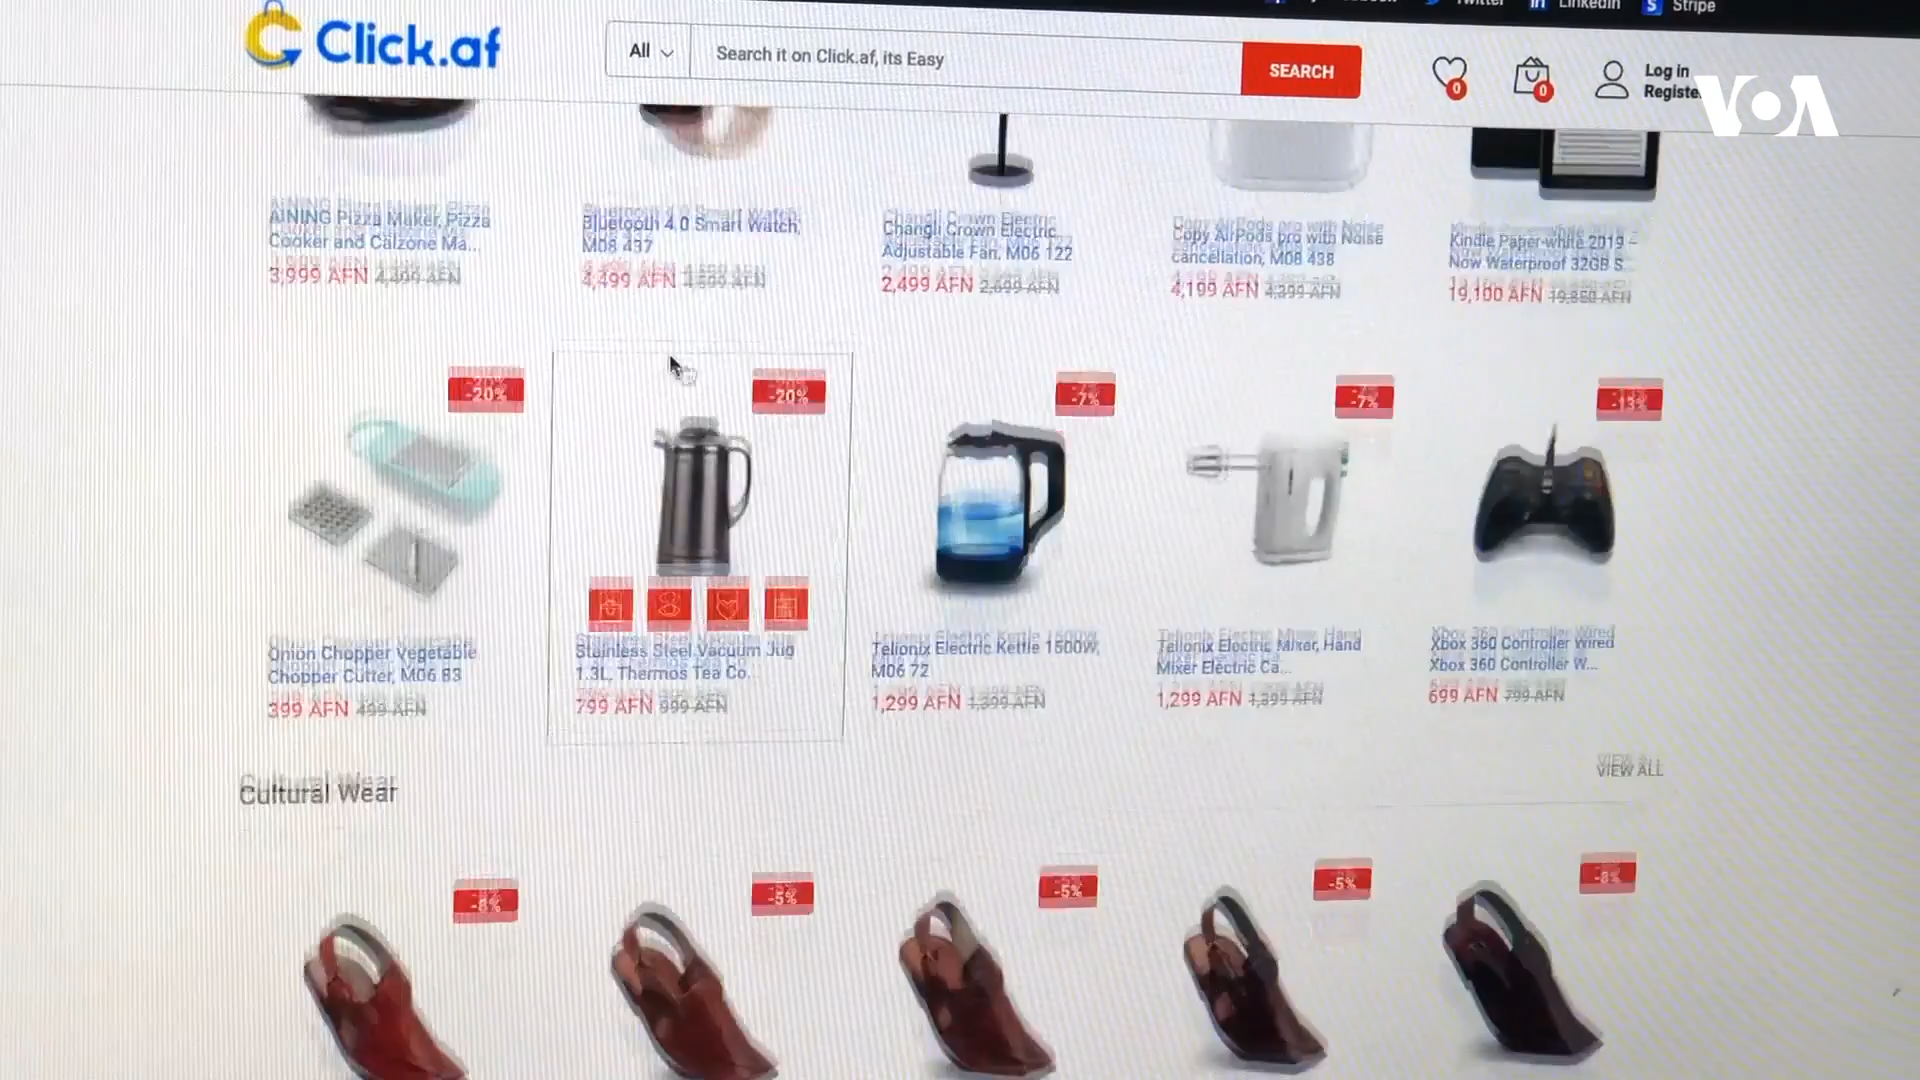 Twitter
LinkedIn
Stripe
Click.af
All
Search it on Click.af, its Easy
SEARCH
0
0
Log in
Registe
VOA
AINING Pizza Maker, Pizza
Cooker and Calzone Ma...
3,999 AFN 4,399 AFN
Bluetooth 4.0 Smart Watch,
M08 437
4,499 AFN
Changli Crown Electric
Adjustable Fan, M06 122
2,499 AFN 2,699 AFN
Copy AirPods pro with Noise
cancellation, M08 438
4,199 AFN 4,399 AFN
Kindle Paper-white 2019 –
Now Waterproof 32GB S...
19,100 AFN 19,850 AFN
-20%
-20%
-7%
-7%
-13%
Onion Chopper Vegetable
Chopper Cutter, M06 83
399 AFN 499 AFN
Stainless Steel Vacuum Jug
1.3L, Thermos Tea Co...
799 AFN 999 AFN
Telionix Electric Kettle 1500W,
M06 72
1,299 AFN 1,399 AFN
Telionix Electric Mixer, Hand
Mixer Electric Ca...
1,299 AFN 1,399 AFN
Xbox 360 Controller Wired
Xbox 360 Controller W...
699 AFN 799 AFN
Cultural Wear
VIEW ALL
-8%
-5%
-5%
-5%
-8%